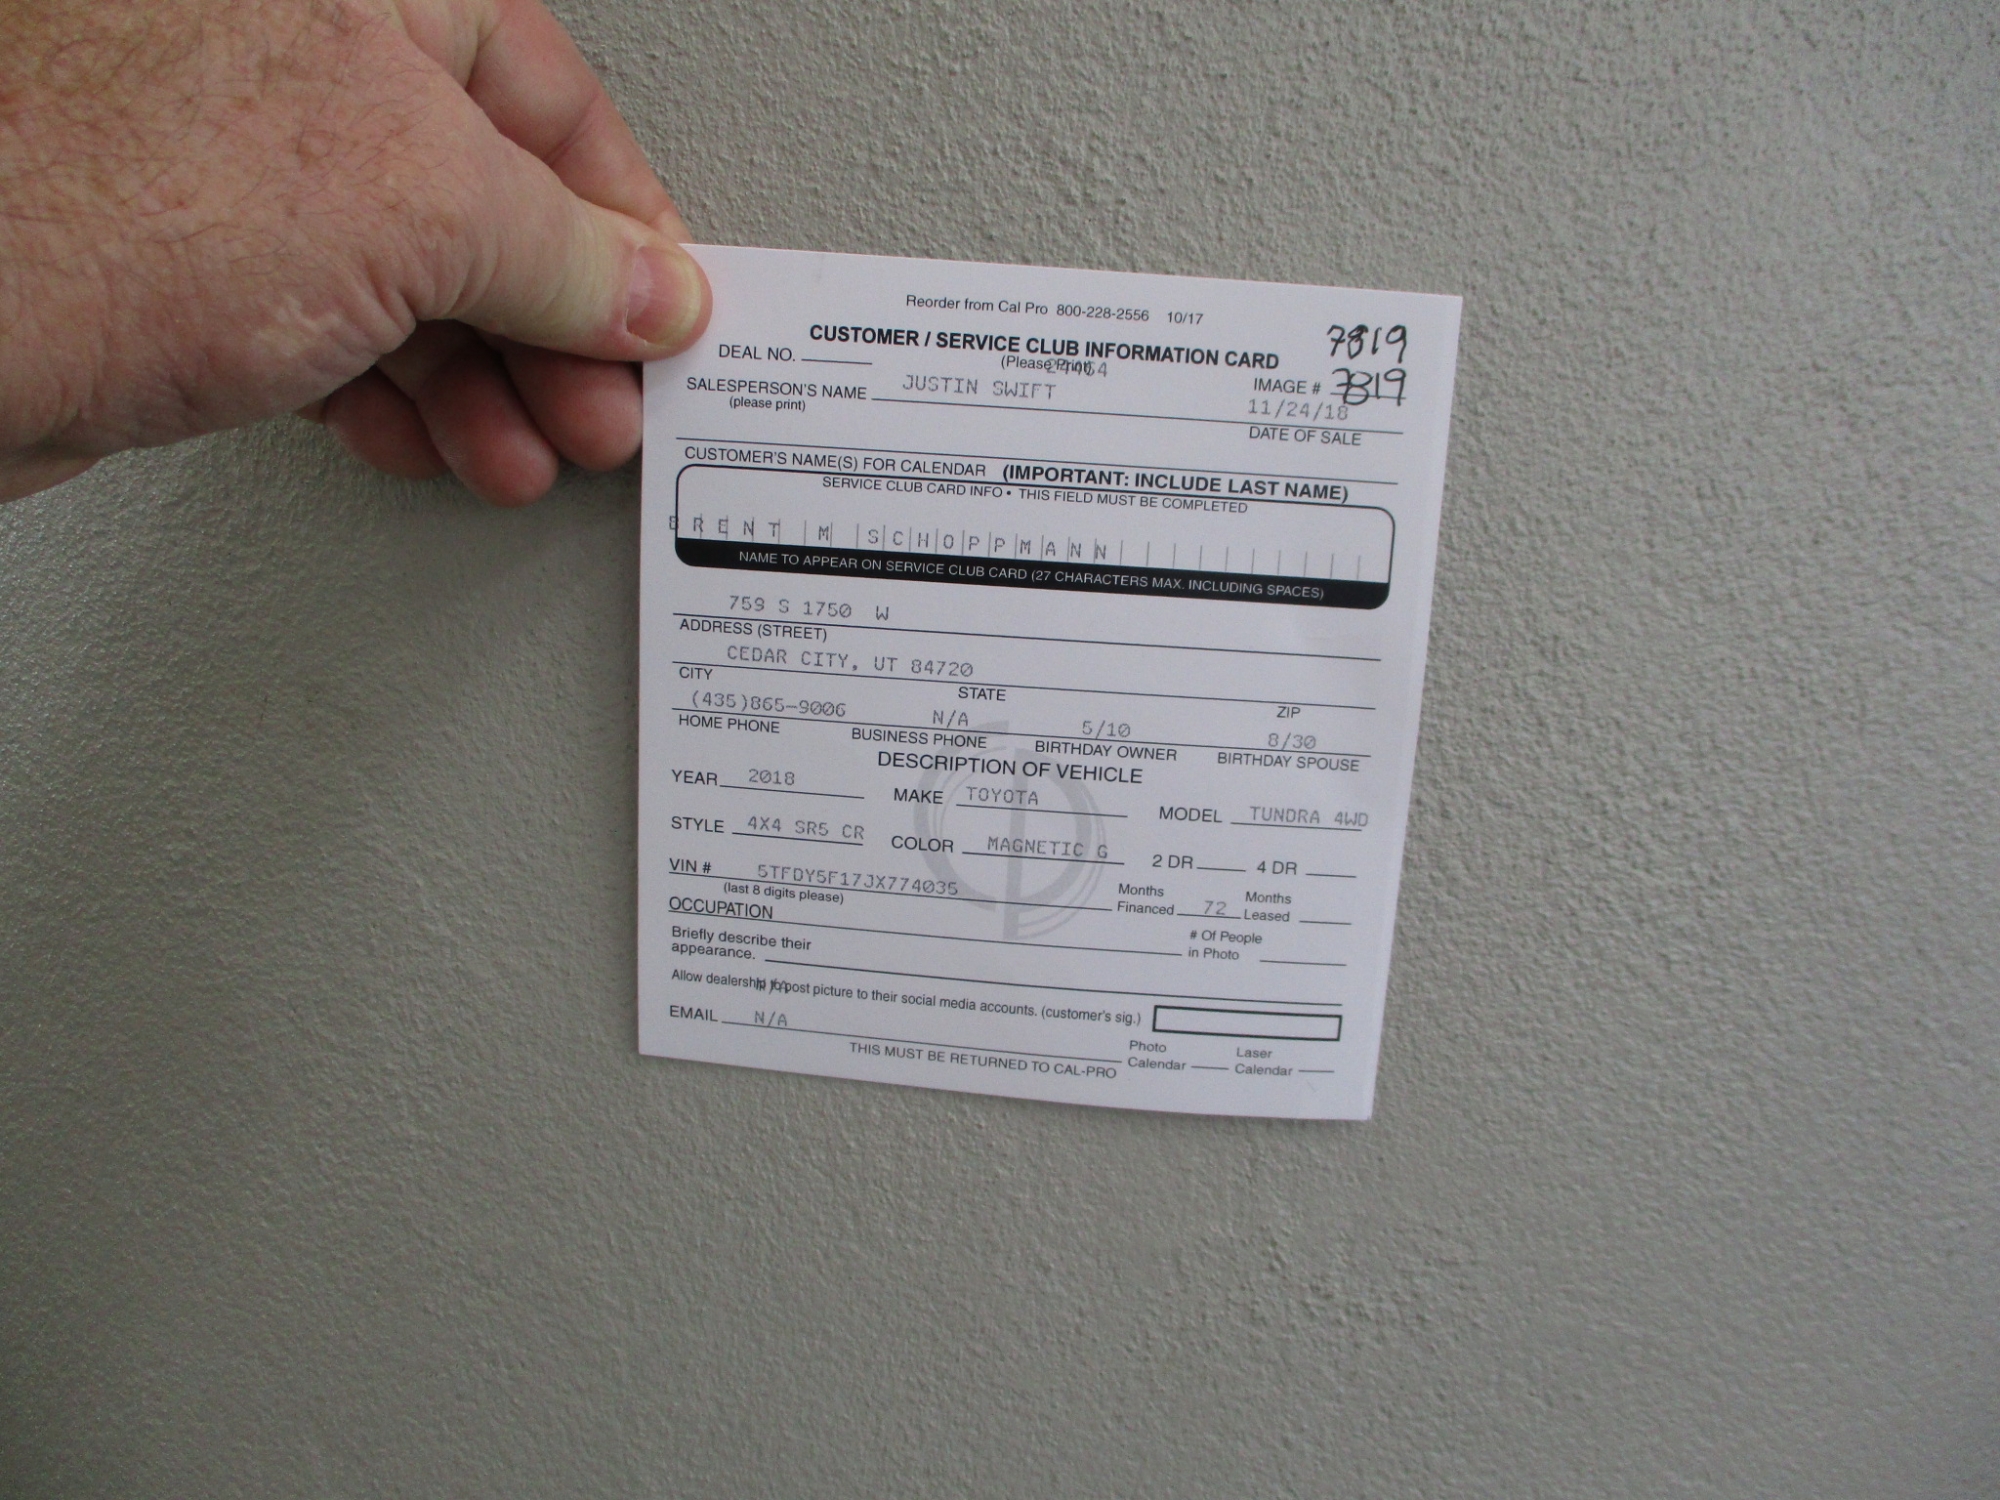 Reorder from Cal Pro 800-228-2556 10/17
7819
CUSTOMER / SERVICE CLUB INFORMATION CARD
DEAL NO. (Please Print)
SALESPERSON'S NAME JUSTIN SWIFT IMAGE # 7819
(please print) 11/24/18
DATE OF SALE
CUSTOMER'S NAME(S) FOR CALENDAR (IMPORTANT: INCLUDE LAST NAME)
SERVICE CLUB CARD INFO • THIS FIELD MUST BE COMPLETED
BRENT M SCHOPPMANN
NAME TO APPEAR ON SERVICE CLUB CARD (27 CHARACTERS MAX. INCLUDING SPACES)
759 S 1750 W
ADDRESS (STREET)
CEDAR CITY, UT 84720
CITY STATE ZIP
(435)865-9006 N/A 5/10 8/30
HOME PHONE BUSINESS PHONE BIRTHDAY OWNER BIRTHDAY SPOUSE
DESCRIPTION OF VEHICLE
YEAR 2018 MAKE TOYOTA MODEL TUNDRA 4WD
STYLE 4X4 SR5 CR COLOR MAGNETIC G 2 DR 4 DR
VIN # 5TFDY5F17JX774035 Months Financed 72 Months Leased
(last 8 digits please)
OCCUPATION # Of People in Photo
Briefly describe their
appearance.
Allow dealership to post picture to their social media accounts. (customer's sig.)
EMAIL N/A Photo Calendar Laser Calendar
THIS MUST BE RETURNED TO CAL-PRO